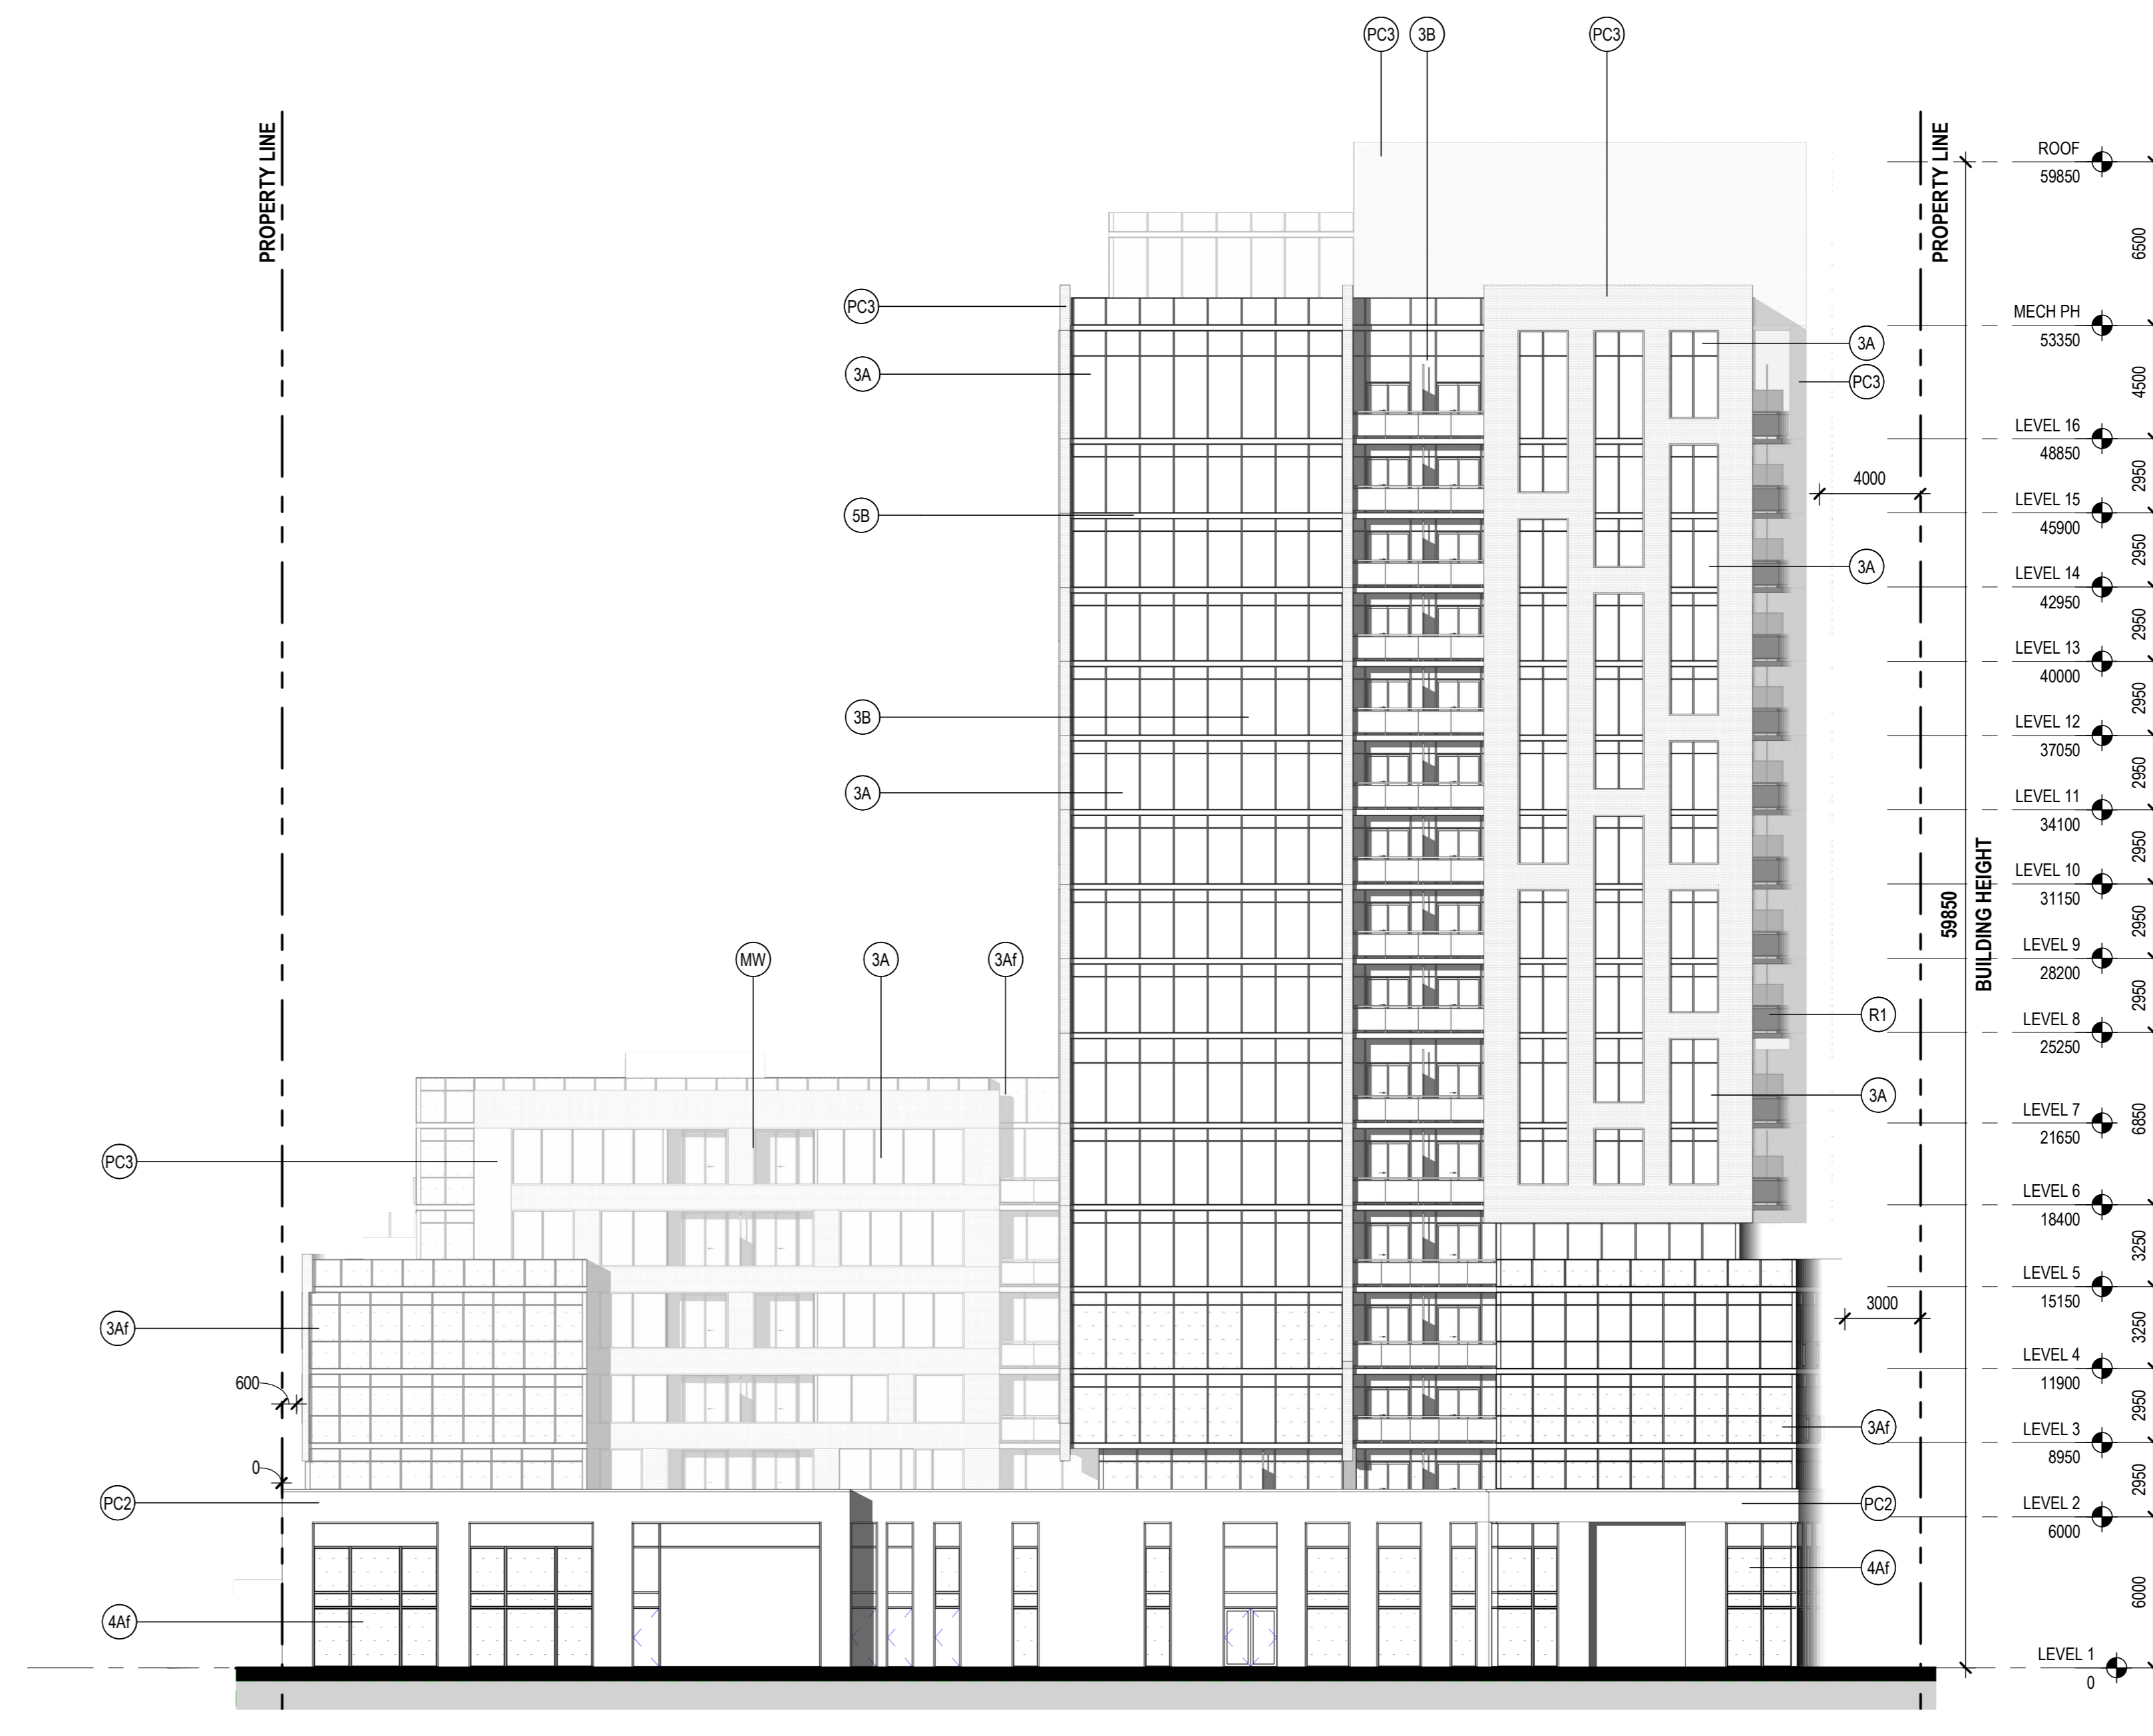 PC3 3B PC3
PROPERTY LINE
PROPERTY LINE
ROOF
59850
6500
PC3
MECH PH
53350
3A
3A
PC3
4500
LEVEL 16
48850
4000
2950
5B
LEVEL 15
45900
2950
3A
LEVEL 14
42950
2950
LEVEL 13
40000
2950
3B
LEVEL 12
37050
2950
3A
LEVEL 11
34100
2950
LEVEL 10
31150
2950
59850
BUILDING HEIGHT
MW 3A 3Af
LEVEL 9
28200
2950
R1
LEVEL 8
25250
3A
LEVEL 7
21650
6850
PC3
LEVEL 6
18400
3250
LEVEL 5
15150
3000
3Af
3250
LEVEL 4
11900
600
2950
3Af
LEVEL 3
8950
0
2950
PC2
PC2
LEVEL 2
6000
4Af
6000
4Af
LEVEL 1
0